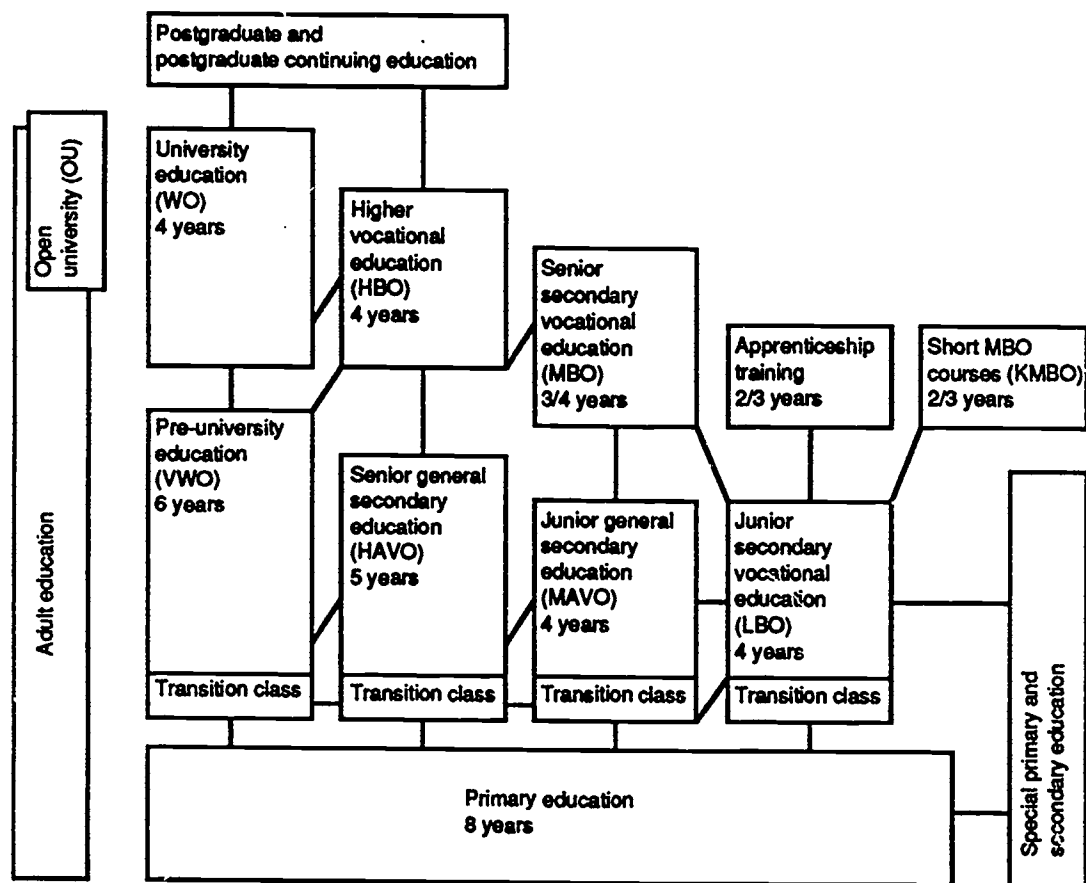 Postgraduate and
postgraduate continuing education
Open
university (OU)
Adult education
University
education
(WO)
4 years
Higher
vocational
education
(HBO)
4 years
Senior
secondary
vocational
education
(MBO)
3/4 years
Apprenticeship
training
2/3 years
Short MBO
courses (KMBO)
2/3 years
Pre-university
education
(VWO)
6 years
Transition class
Senior general
secondary
education
(HAVO)
5 years
Transition class
Junior general
secondary
education
(MAVO)
4 years
Transition class
Junior
secondary
vocational
education
(LBO)
4 years
Transition class
Special primary and
secondary education
Primary education
8 years